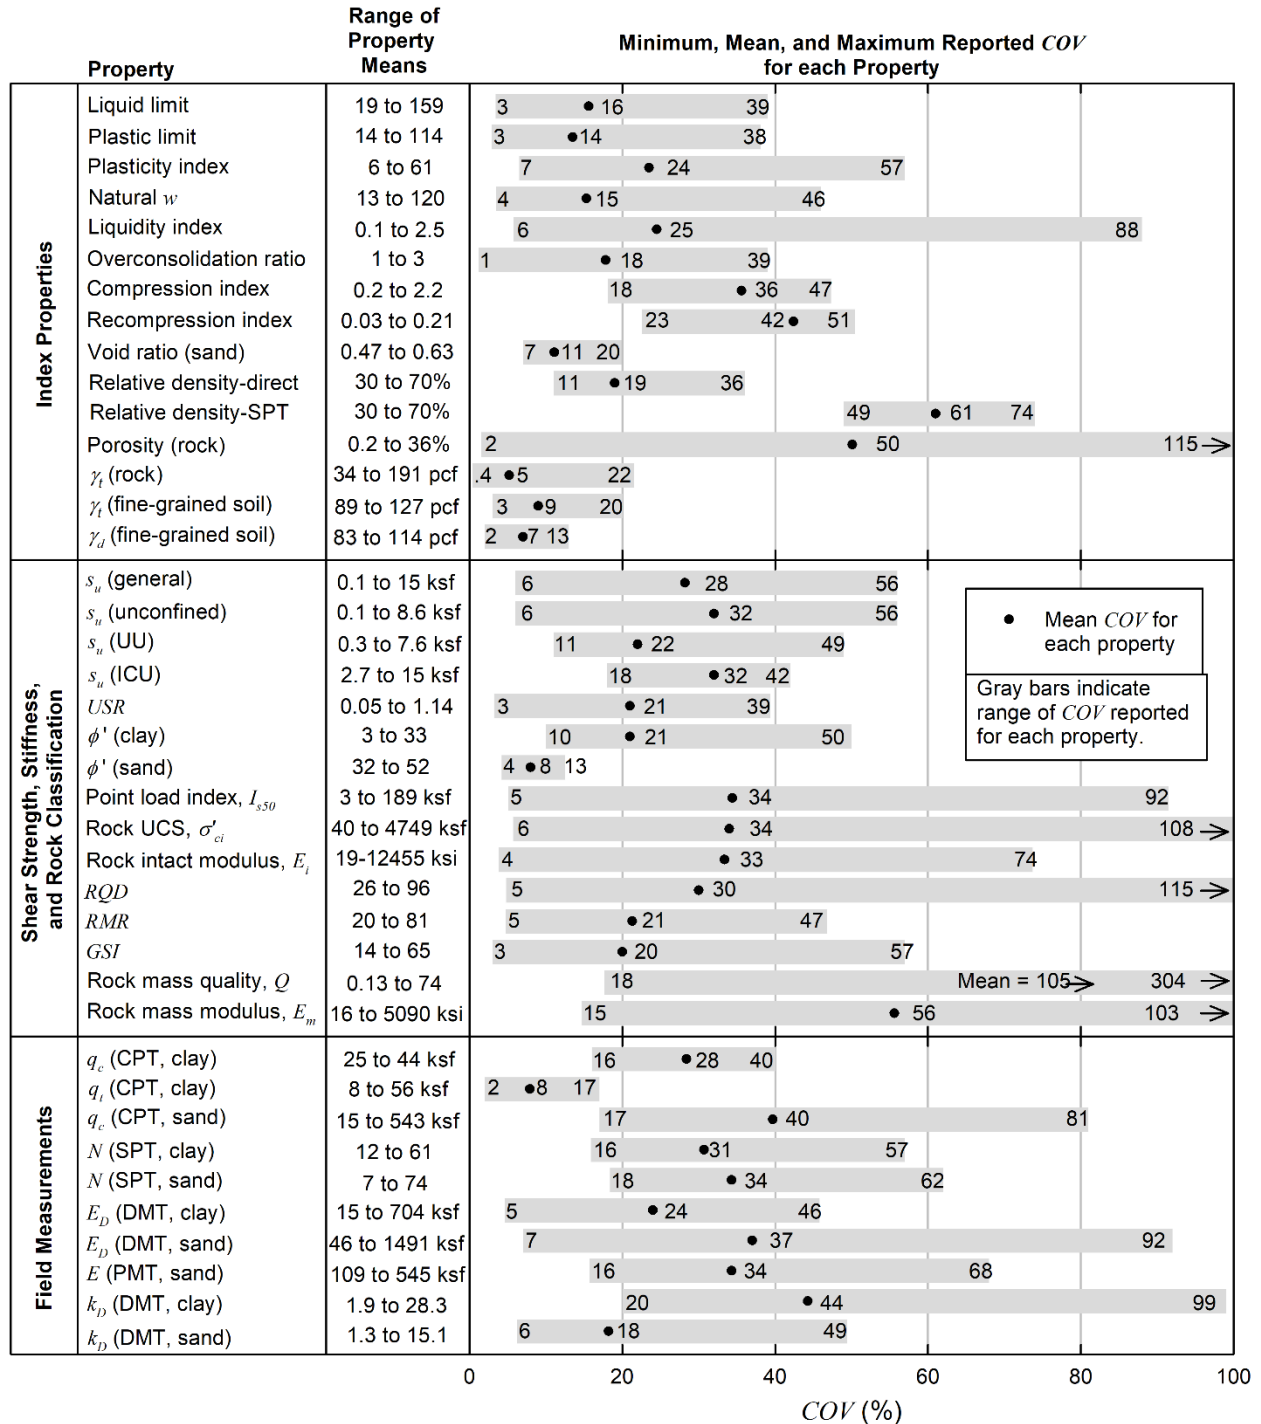 Range of
Property
Means
Minimum, Mean, and Maximum Reported COV
for each Property
Property
Index Properties
Liquid limit 19 to 159 3 16 39
Plastic limit 14 to 114 3 14 38
Plasticity index 6 to 61 7 24 57
Natural w 13 to 120 4 15 46
Liquidity index 0.1 to 2.5 6 25 88
Overconsolidation ratio 1 to 3 1 18 39
Compression index 0.2 to 2.2 18 36 47
Recompression index 0.03 to 0.21 23 42 51
Void ratio (sand) 0.47 to 0.63 7 11 20
Relative density-direct 30 to 70% 11 19 36
Relative density-SPT 30 to 70% 49 61 74
Porosity (rock) 0.2 to 36% 2 50 115
γt (rock) 34 to 191 pcf .4 5 22
γt (fine-grained soil) 89 to 127 pcf 3 9 20
γd (fine-grained soil) 83 to 114 pcf 2 7 13
Shear Strength, Stiffness,
and Rock Classification
su (general) 0.1 to 15 ksf 6 28 56
su (unconfined) 0.1 to 8.6 ksf 6 32 56
su (UU) 0.3 to 7.6 ksf 11 22 49
su (ICU) 2.7 to 15 ksf 18 32 42
USR 0.05 to 1.14 3 21 39
ϕ' (clay) 3 to 33 10 21 50
ϕ' (sand) 32 to 52 4 8 13
Point load index, Is50 3 to 189 ksf 5 34 92
Rock UCS, σ'ci 40 to 4749 ksf 6 34 108
Rock intact modulus, Ei 19-12455 ksi 4 33 74
RQD 26 to 96 5 30 115
RMR 20 to 81 5 21 47
GSI 14 to 65 3 20 57
Rock mass quality, Q 0.13 to 74 18 Mean = 105 304
Rock mass modulus, Em 16 to 5090 ksi 15 56 103
Mean COV for
each property
Gray bars indicate
range of COV reported
for each property.
Field Measurements
qc (CPT, clay) 25 to 44 ksf 16 28 40
qt (CPT, clay) 8 to 56 ksf 2 8 17
qc (CPT, sand) 15 to 543 ksf 17 40 81
N (SPT, clay) 12 to 61 16 31 57
N (SPT, sand) 7 to 74 18 34 62
ED (DMT, clay) 15 to 704 ksf 5 24 46
ED (DMT, sand) 46 to 1491 ksf 7 37 92
E (PMT, sand) 109 to 545 ksf 16 34 68
kD (DMT, clay) 1.9 to 28.3 20 44 99
kD (DMT, sand) 1.3 to 15.1 6 18 49
0 20 40 60 80 100
COV (%)